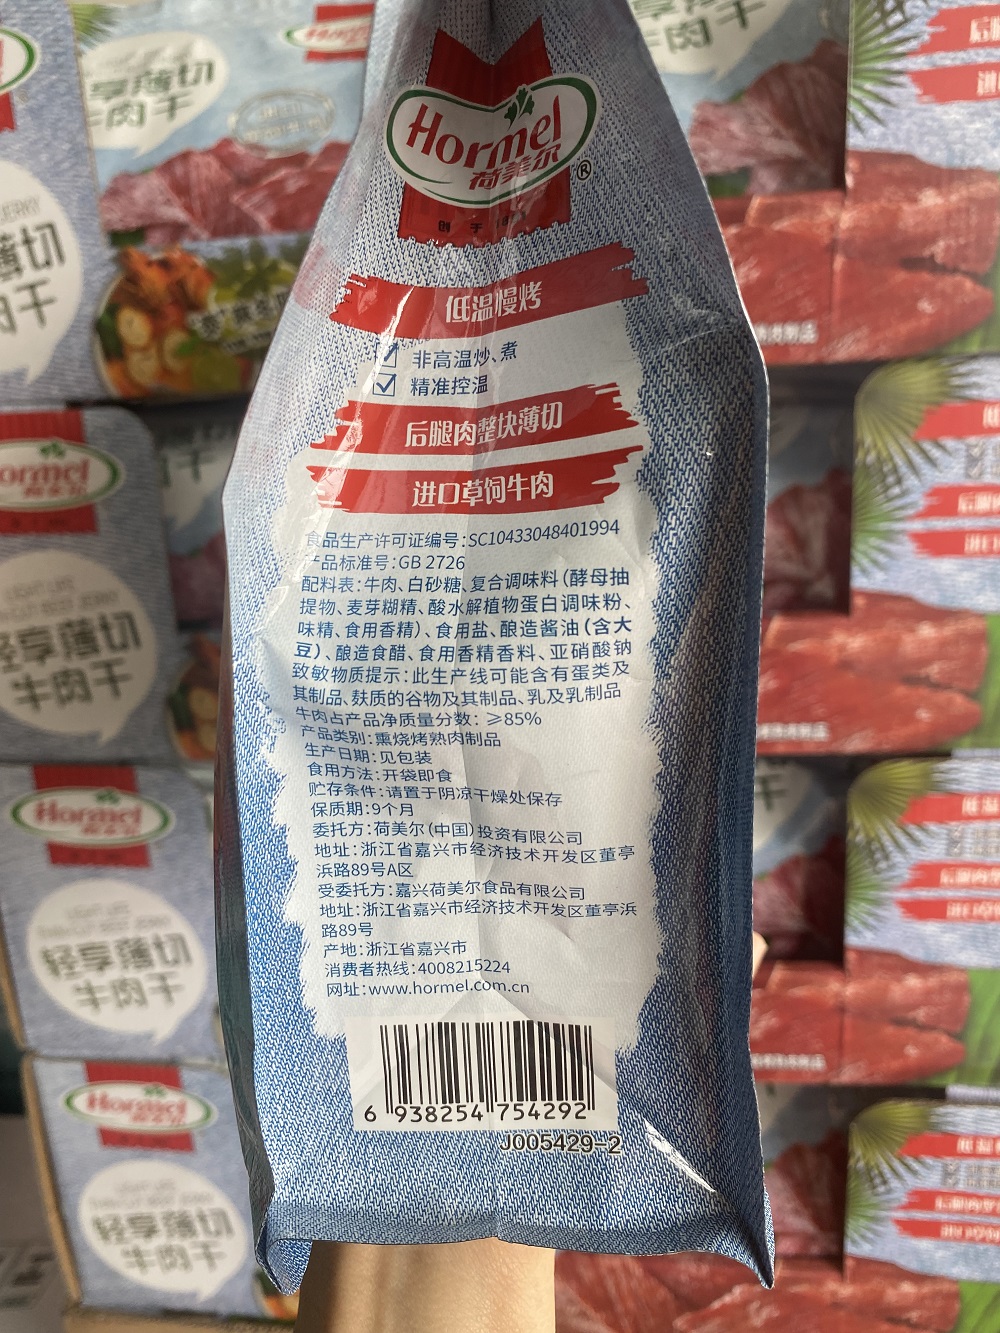 Hormel
荷美尔
®
低温慢烤
非高温炒、煮
精准控温
后腿肉整块薄切
进口草饲牛肉
食品生产许可证编号:SC10433048401994
产品标准号:GB 2726
配料表:牛肉、白砂糖、复合调味料(酵母抽
提物、麦芽糊精、酸水解植物蛋白调味粉、
味精、食用香精)、食用盐、酿造酱油(含大
豆)、酿造食醋、食用香精香料、亚硝酸钠
致敏物质提示:此生产线可能含有蛋类及
其制品、麸质的谷物及其制品、乳及乳制品
牛肉占产品净质量分数: ≥85%
产品类别:熏烧烤熟肉制品
生产日期:见包装
食用方法:开袋即食
贮存条件:请置于阴凉干燥处保存
保质期:9个月
委托方:荷美尔(中国)投资有限公司
地址:浙江省嘉兴市经济技术开发区董亭
浜路89号A区
受委托方:嘉兴荷美尔食品有限公司
地址:浙江省嘉兴市经济技术开发区董亭浜
路89号
产地:浙江省嘉兴市
消费者热线:4008215224
网址:www.hormel.com.cn
6 938254 754292
J005429-2
轻享薄切
牛肉干
Hormel
轻享薄切
牛肉干
Hormel
轻享薄切
牛肉干